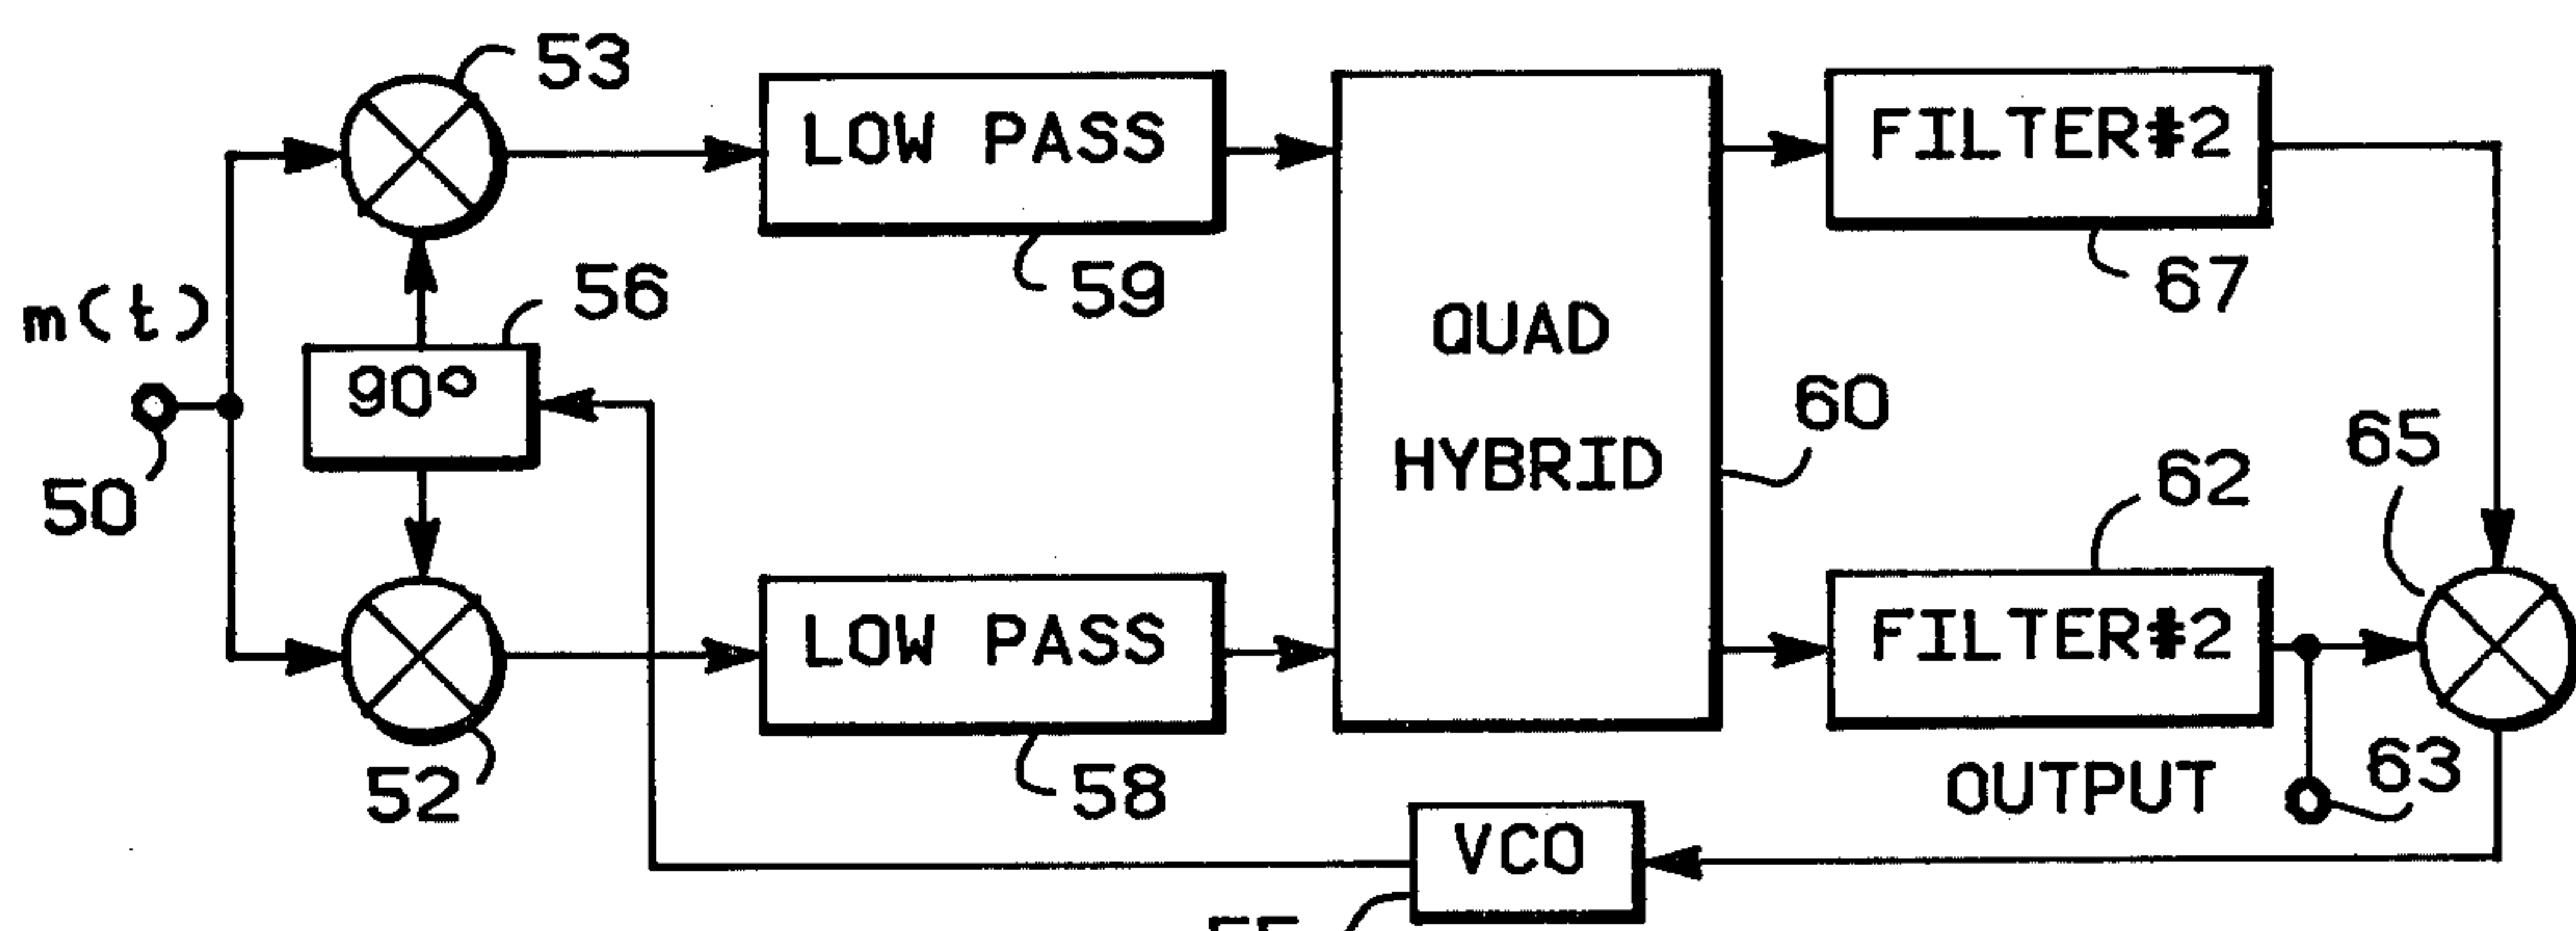 53
LOW PASS
FILTER#2
59
67
m(t)
56
90°
QUAD
HYBRID
60
65
50
62
LOW PASS
FILTER#2
52
58
OUTPUT
63
VCO